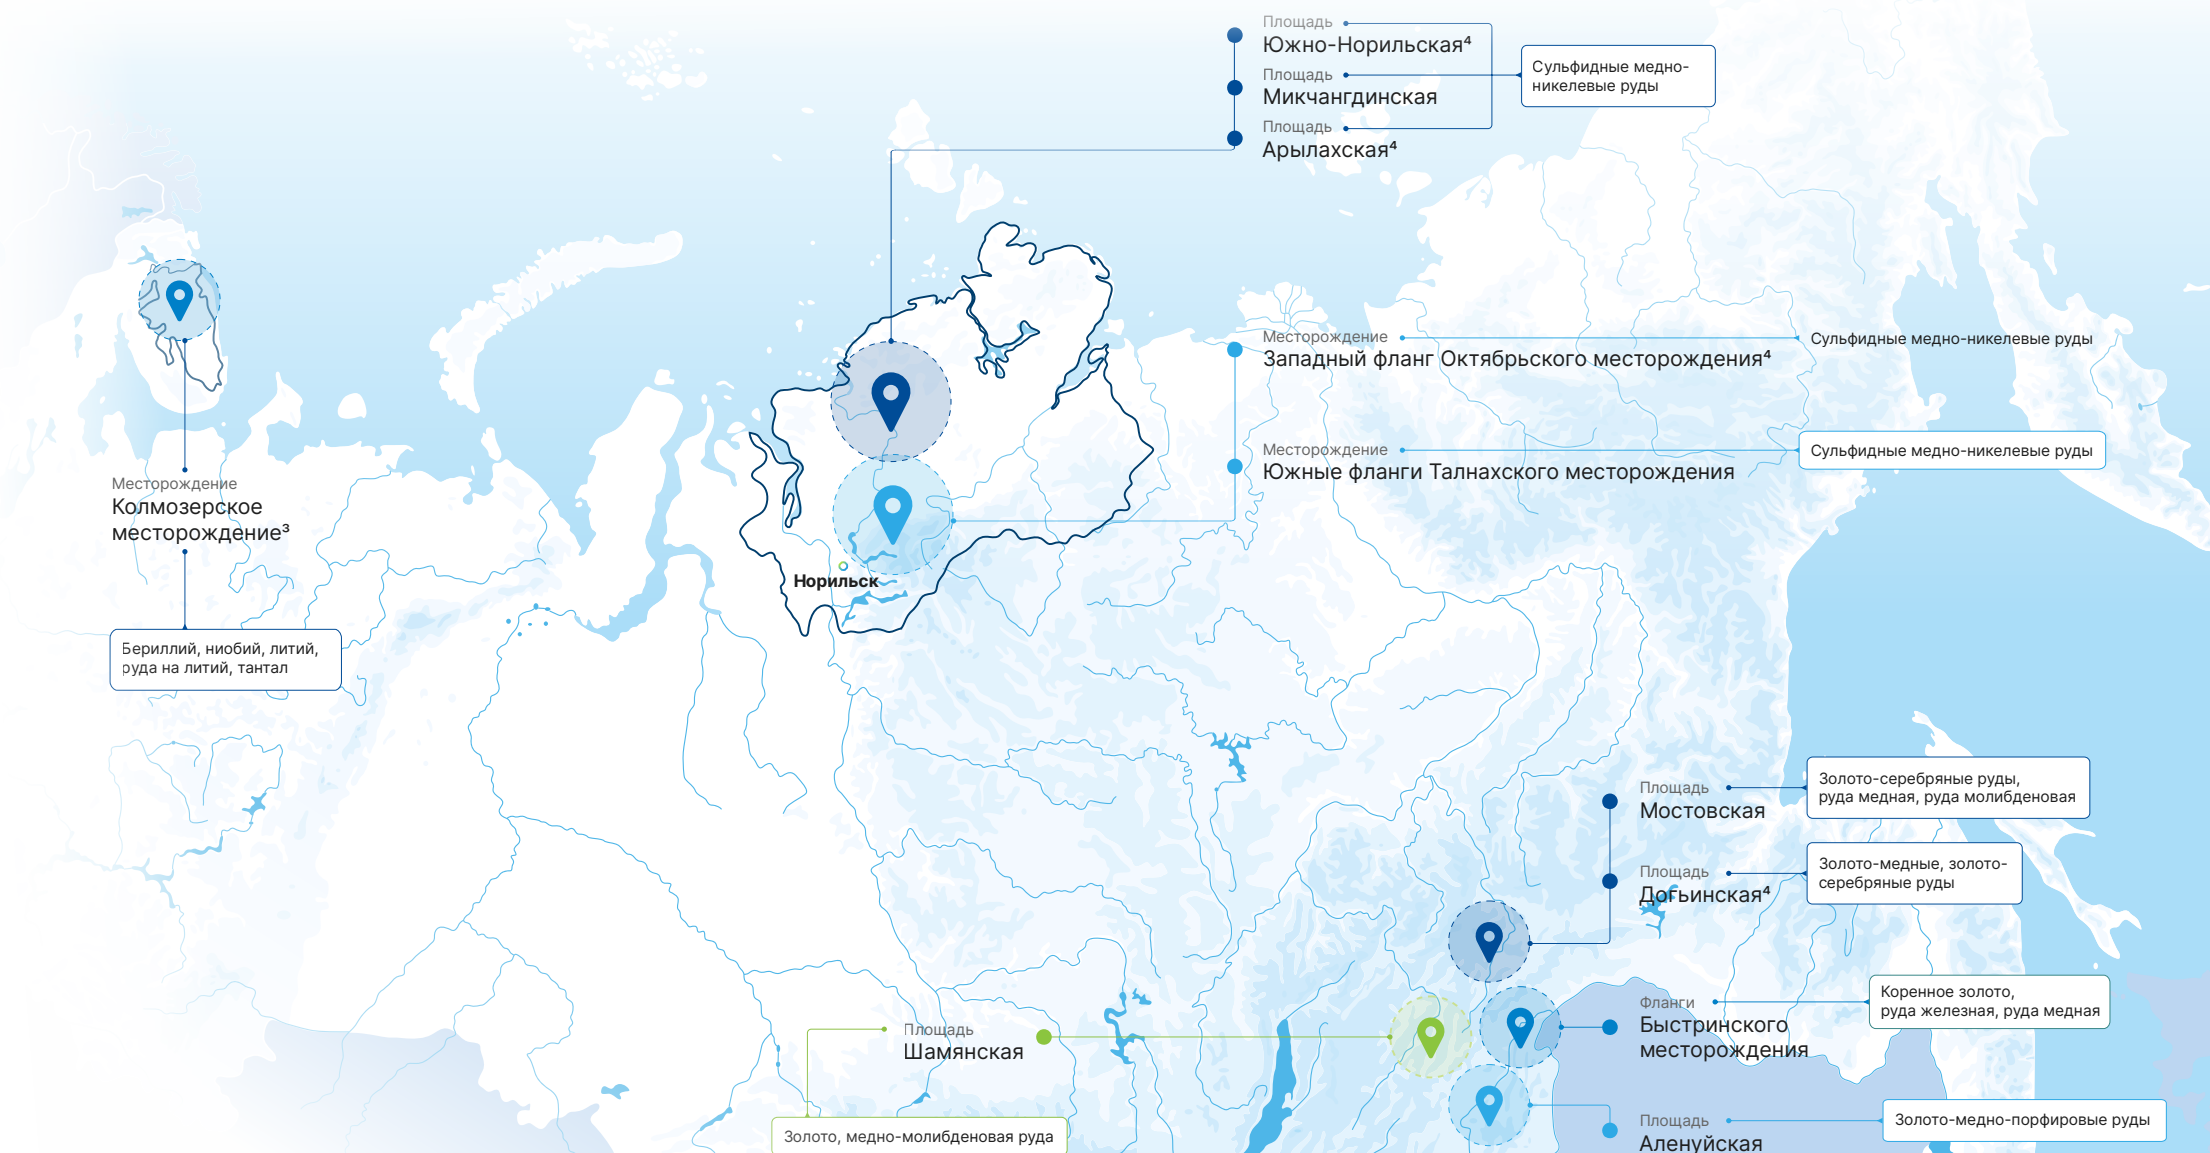 Площадь
Южно-Норильская⁴
Площадь
Микчангдинская
Площадь
Арылахская⁴
Сульфидные медно-
никелевые руды
Месторождение
Западный фланг Октябрьского месторождения⁴
Сульфидные медно-никелевые руды
Месторождение
Южные фланги Талнахского месторождения
Сульфидные медно-никелевые руды
Месторождение
Колмозерское
месторождение³
Бериллий, ниобий, литий,
руда на литий, тантал
Норильск
Площадь
Мостовская
Золото-серебряные руды,
руда медная, руда молибденовая
Площадь
Догьинская⁴
Золото-медные, золото-
серебряные руды
Фланги
Быстринского
месторождения
Коренное золото,
руда железная, руда медная
Площадь
Шамянская
Золото, медно-молибденовая руда
Площадь
Аленуйская
Золото-медно-порфировые руды